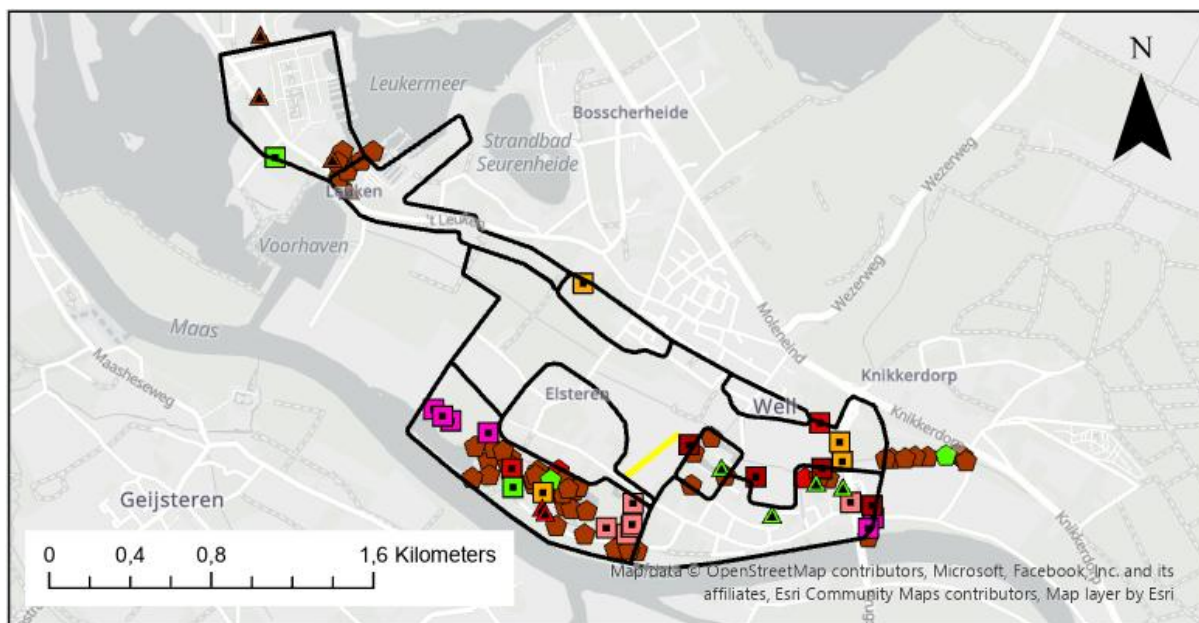 N
Leukermeer
Bosscherheide
Strandbad
Seurenheide
Wezerweg
Leuken
't Leuken
Voorhaven
Wezerweg
Maas
Moleneind
Maasheseweg
Knikkerdorp
Elsteren
Well
Knikkerdorp
Geijsteren
0 0,4 0,8 1,6 Kilometers
Knikkerdorp
Map data © OpenStreetMap contributors, Microsoft, Facebook, Inc. and its
affiliates, Esri Community Maps contributors, Map layer by Esri